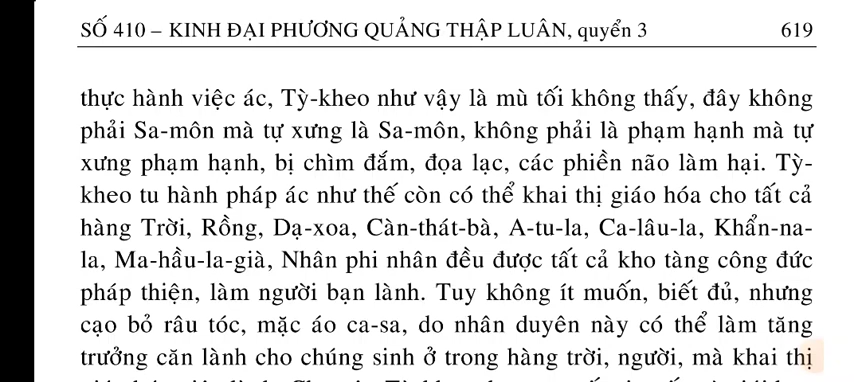 SỐ 410 – KINH ĐẠI PHƯƠNG QUẢNG THẬP LUÂN, quyển 3 619
thực hành việc ác, Tỳ-kheo như vậy là mù tối không thấy, đây không
phải Sa-môn mà tự xưng là Sa-môn, không phải là phạm hạnh mà tự
xưng phạm hạnh, bị chìm đắm, đọa lạc, các phiền não làm hại. Tỳ-
kheo tu hành pháp ác như thế còn có thể khai thị giáo hóa cho tất cả
hàng Trời, Rồng, Dạ-xoa, Càn-thát-bà, A-tu-la, Ca-lâu-la, Khẩn-na-
la, Ma-hầu-la-già, Nhân phi nhân đều được tất cả kho tàng công đức
pháp thiện, làm người bạn lành. Tuy không ít muốn, biết đủ, nhưng
cạo bỏ râu tóc, mặc áo ca-sa, do nhân duyên này có thể làm tăng
trưởng căn lành cho chúng sinh ở trong hàng trời, người, mà khai thị